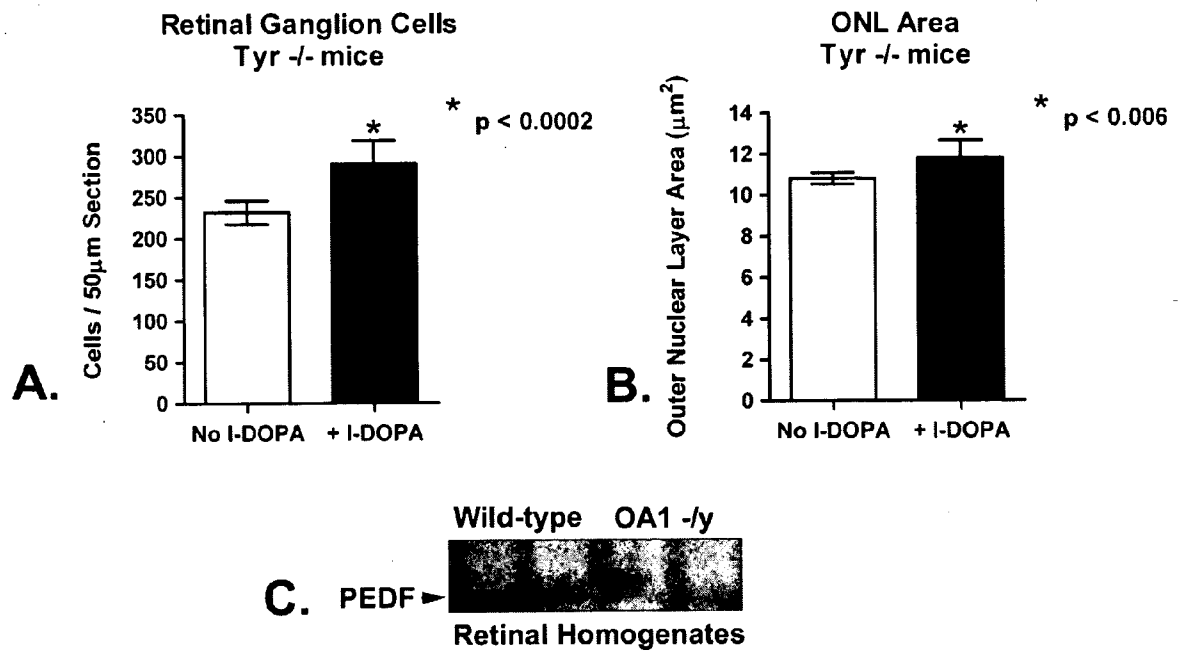 Retinal Ganglion Cells
Tyr -/- mice
* p < 0.0002
Cells / 50µm Section
350
300
250
200
150
100
50
0
*
No l-DOPA + l-DOPA
A.
ONL Area
Tyr -/- mice
* p < 0.006
Outer Nuclear Layer Area (µm²)
14
12
10
8
6
4
2
0
*
No l-DOPA + l-DOPA
B.
Wild-type OA1 -/y
C. PEDF
Retinal Homogenates